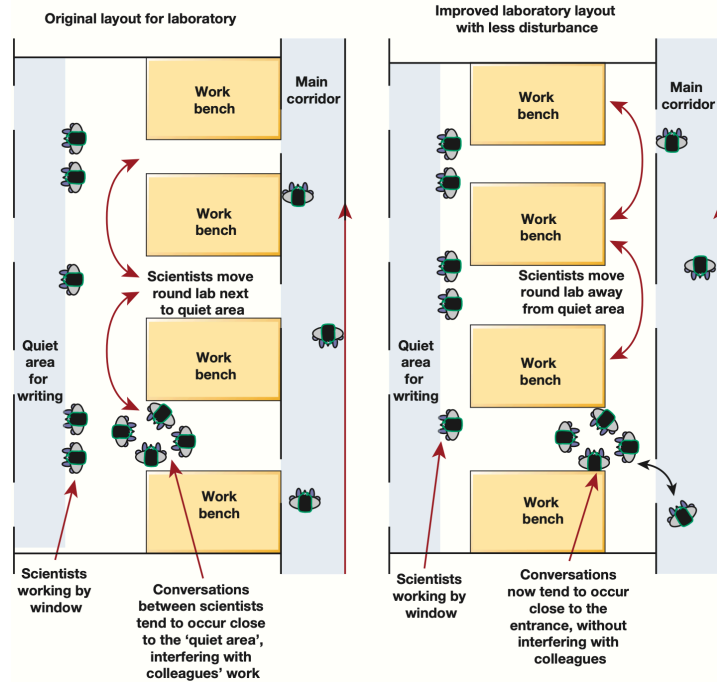 Original layout for laboratory
Work
bench
Main
corridor
Work
bench
Scientists move
round lab next
to quiet area
Quiet
area
for
writing
Work
bench
Work
bench
Scientists
working by
window
Conversations
between scientists
tend to occur close
to the ‘quiet area’,
interfering with
colleagues’ work
Improved laboratory layout
with less disturbance
Work
bench
Main
corridor
Work
bench
Scientists move
round lab away
from quiet area
Quiet
area
for
writing
Work
bench
Work
bench
Scientists
working by
window
Conversations
now tend to occur
close to the
entrance, without
interfering with
colleagues